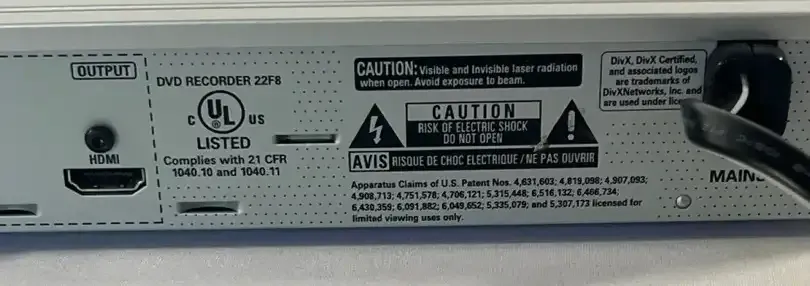 OUTPUT
HDMI
DVD RECORDER 22F8
C UL US
LISTED
Complies with 21 CFR
1040.10 and 1040.11
CAUTION: Visible and Invisible laser radiation
when open. Avoid exposure to beam.
CAUTION
RISK OF ELECTRIC SHOCK
DO NOT OPEN
AVIS RISQUE DE CHOC ELECTRIQUE / NE PAS OUVRIR
Apparatus Claims of U.S. Patent Nos. 4,631,603; 4,819,098; 4,907,093;
4,908,713; 4,751,578; 4,706,121; 5,315,448; 6,516,132; 6,466,734;
6,430,359; 6,091,882; 6,049,652; 5,335,079; and 5,307,173 licensed for
limited viewing uses only.
DivX, DivX Certified,
and associated logos
are trademarks of
DivXNetworks, Inc. and
are used under
MAINS